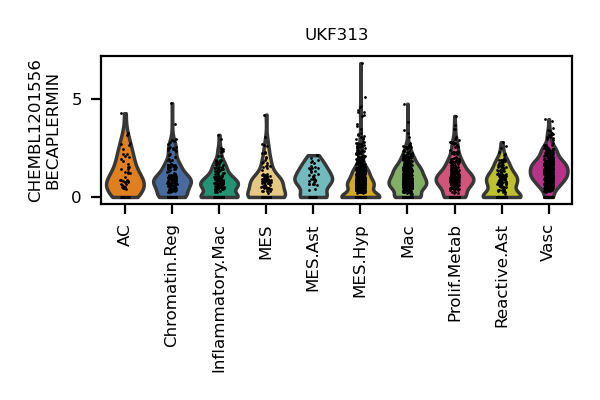 UKF313
CHEMBL1201556
BECAPLERMIN
5
0
AC
Chromatin.Reg
Inflammatory.Mac
MES
MES.Ast
MES.Hyp
Mac
Prolif.Metab
Reactive.Ast
Vasc